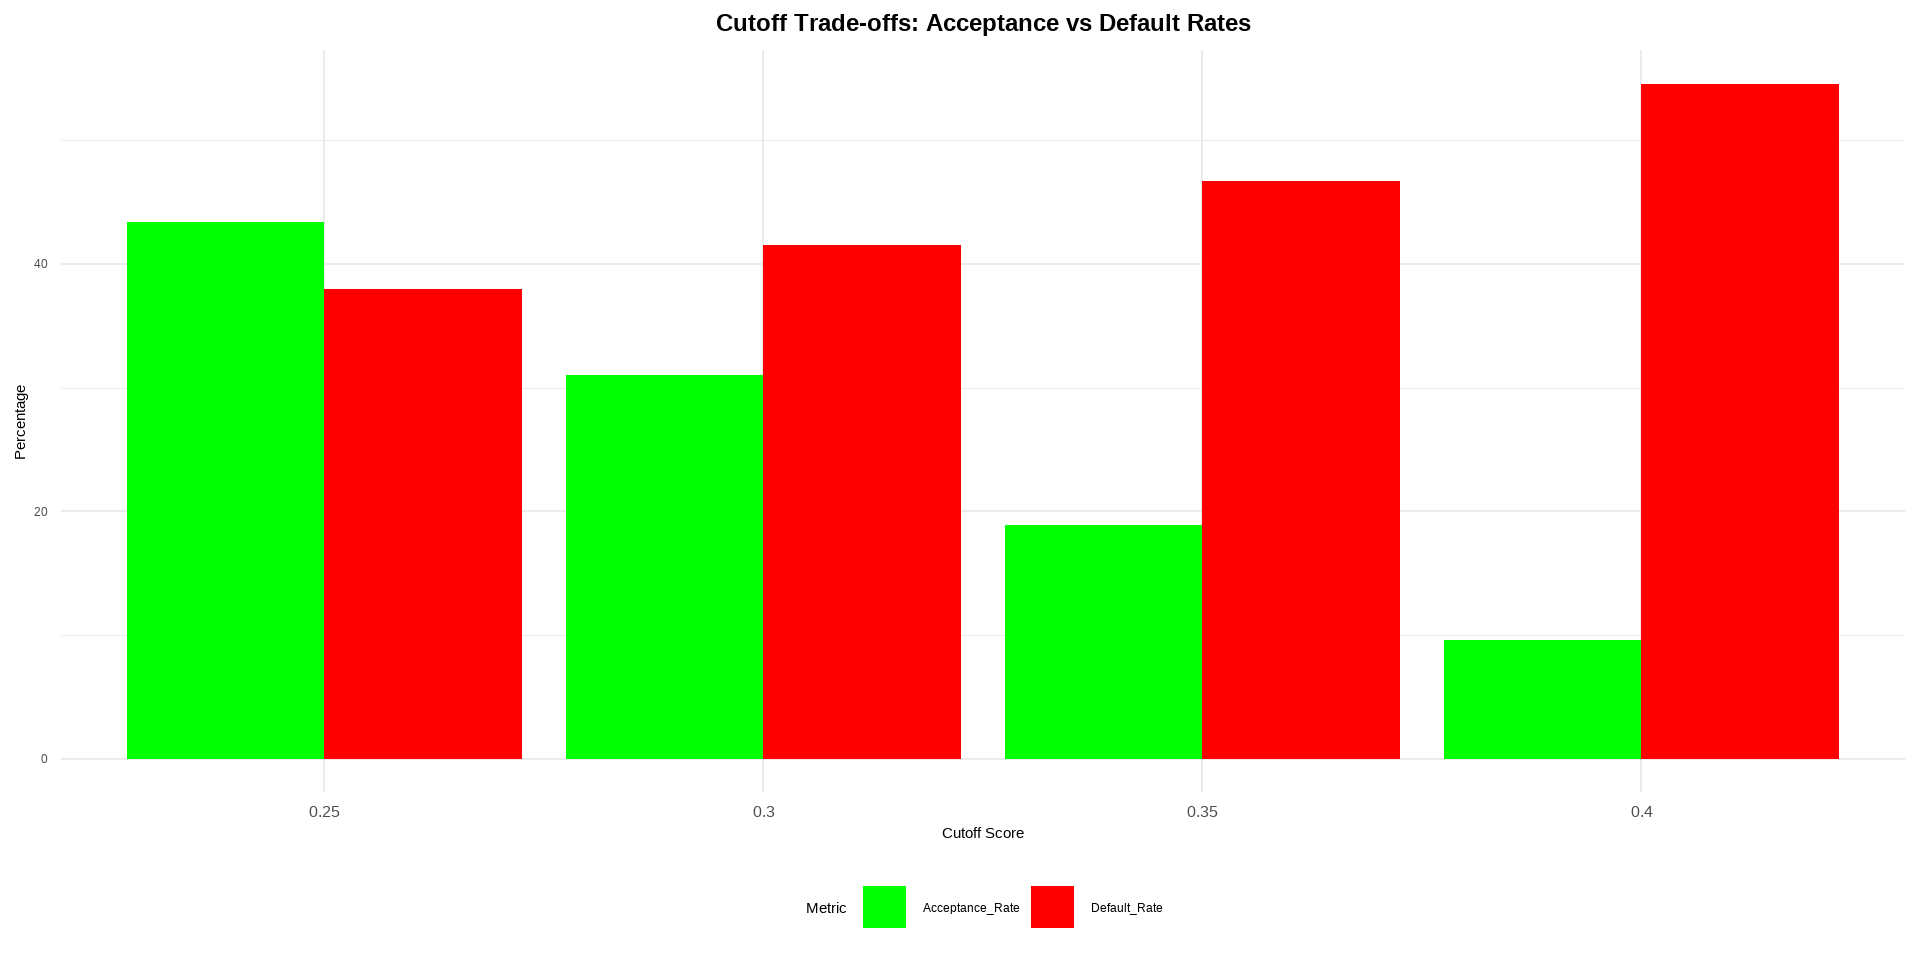 Cutoff Trade-offs: Acceptance vs Default Rates
Percentage
40
20
0
0.25 0.3 0.35 0.4
Cutoff Score
Metric Acceptance_Rate Default_Rate